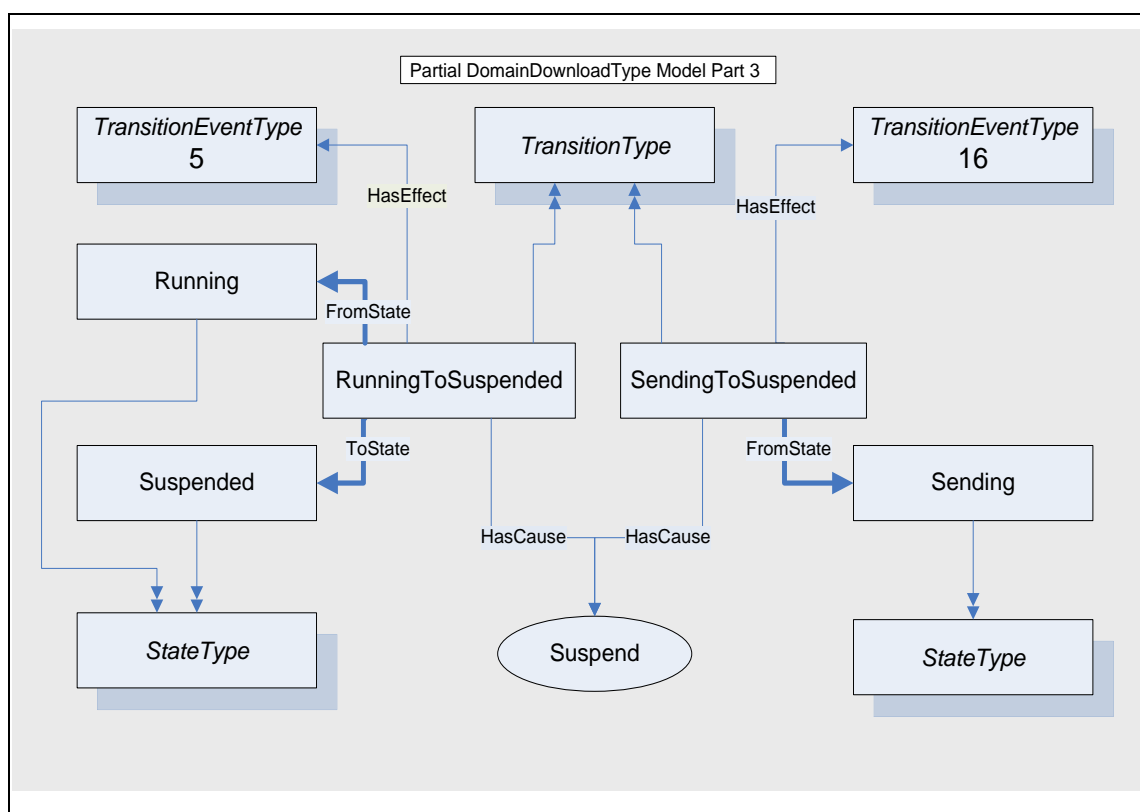 Partial DomainDownloadType Model Part 3
TransitionEventType
5
TransitionType
TransitionEventType
16
HasEffect
HasEffect
Running
FromState
RunningToSuspended
SendingToSuspended
ToState
FromState
Suspended
Sending
HasCause
HasCause
StateType
Suspend
StateType